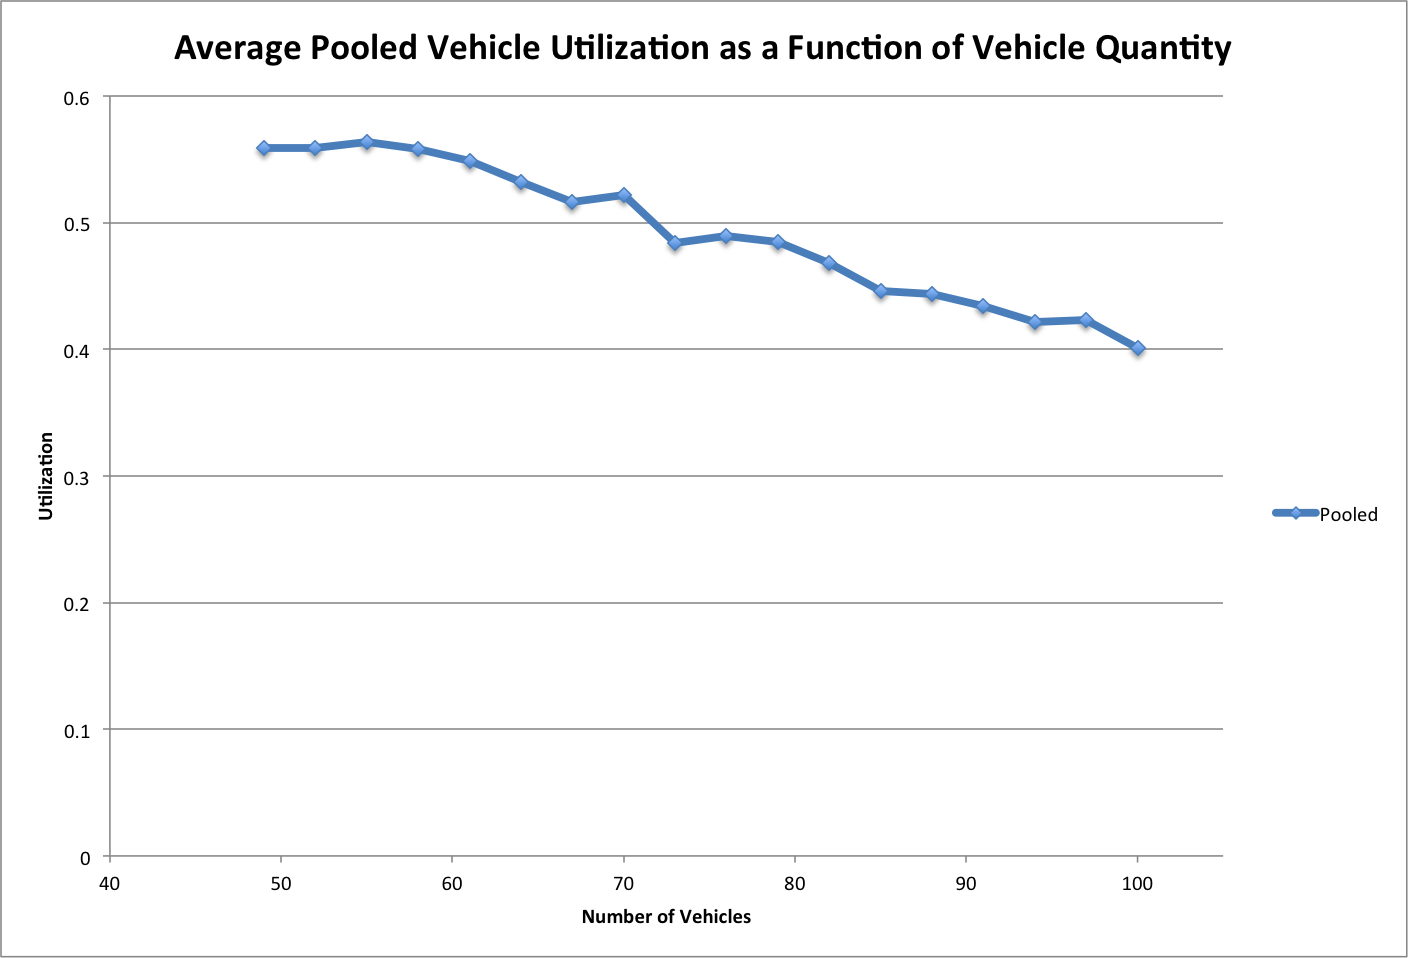 Average Pooled Vehicle Utilization as a Function of Vehicle Quantity
0.6
0.5
0.4
0.3
0.2
0.1
0
Utilization
40 50 60 70 80 90 100
Number of Vehicles
Pooled